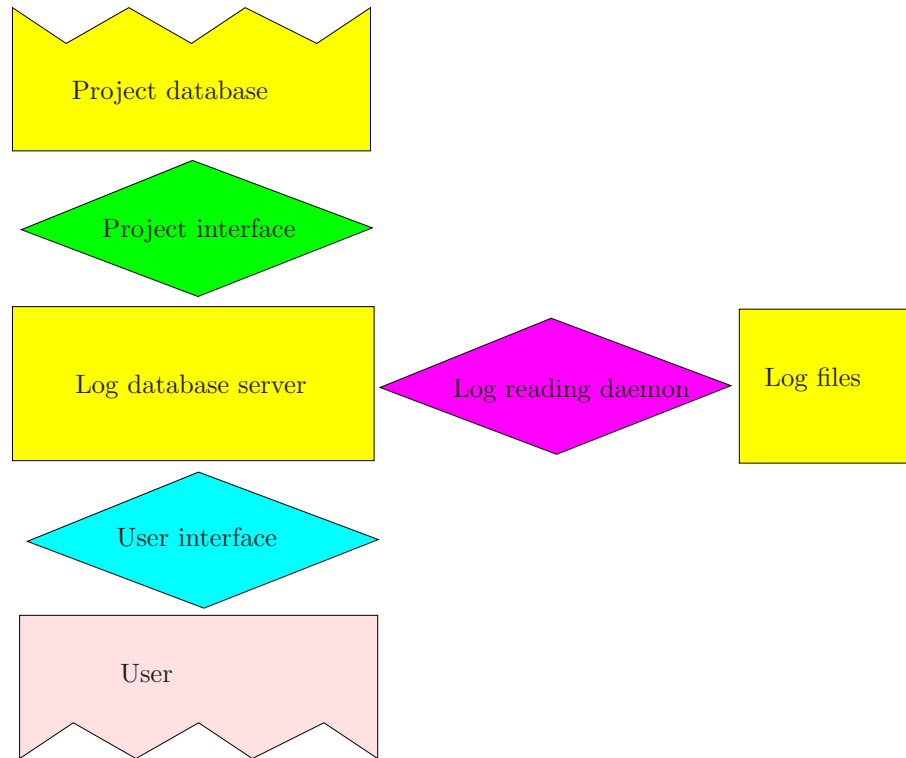 Project database
Project interface
Log database server
Log reading daemon
Log files
User interface
User